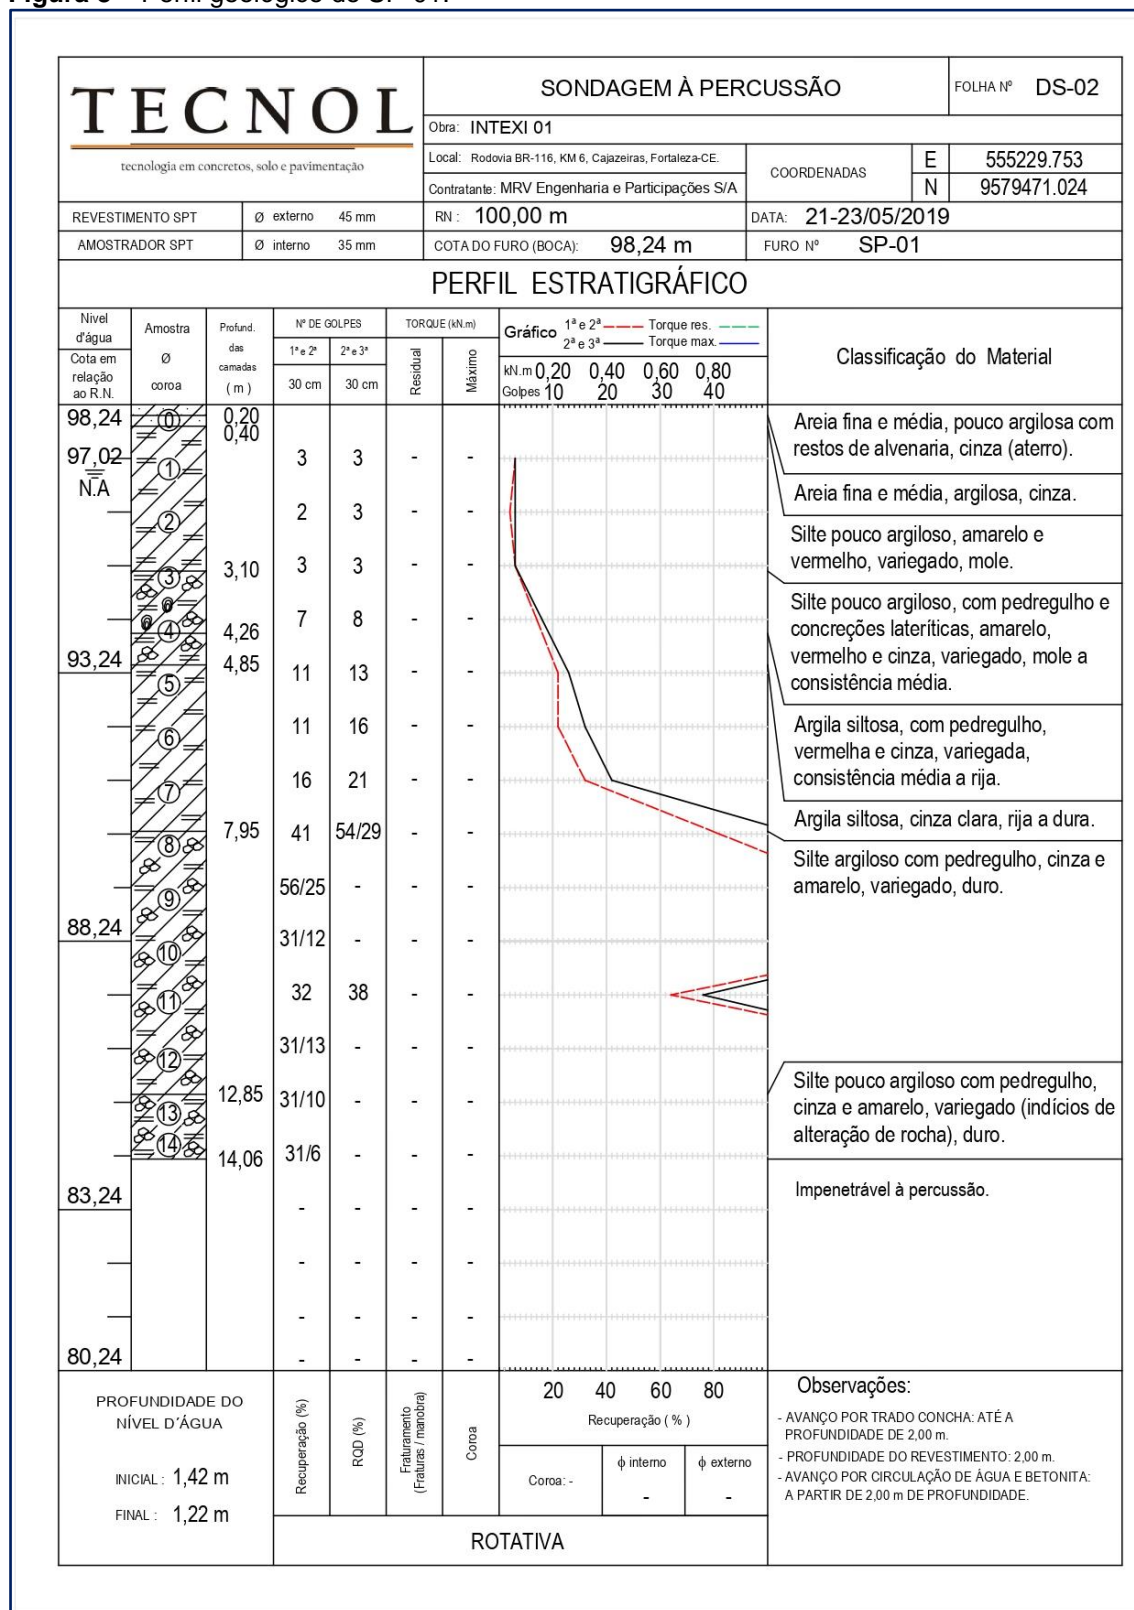 TECNOL
tecnologia em concretos, solo e pavimentação
SONDAGEM À PERCUSSÃO
FOLHA Nº DS-02
Obra: INTEXI 01
Local: Rodovia BR-116, KM 6, Cajazeiras, Fortaleza-CE.
Contratante: MRV Engenharia e Participações S/A
COORDENADAS
E 555229.753
N 9579471.024
REVESTIMENTO SPT Ø externo 45 mm
RN : 100,00 m
DATA: 21-23/05/2019
AMOSTRADOR SPT Ø interno 35 mm
COTA DO FURO (BOCA): 98,24 m
FURO Nº SP-01
PERFIL ESTRATIGRÁFICO
Nivel
d'água
Cota em
relação
ao R.N.
Amostra
Ø
coroa
Profund.
das
camadas
( m )
Nº DE GOLPES
1ª e 2ª 2ª e 3ª
30 cm 30 cm
TORQUE (kN.m)
Residual
Máximo
Gráfico 1ª e 2ª Torque res.
2ª e 3ª Torque max.
kN.m 0,20 0,40 0,60 0,80
Golpes 10 20 30 40
Classificação do Material
98,24 0 0,20
0,40
97,02 1 3 3 - -
N.A
2 2 3 - -
3 3,10 3 3 - -
4 4,26 7 8 - -
93,24 4,85
5 11 13 - -
6 11 16 - -
7 16 21 - -
8 7,95 41 54/29 - -
9 56/25 - - -
88,24
10 31/12 - - -
11 32 38 - -
12 31/13 - - -
12,85
13 31/10 - - -
14 14,06 31/6 - - -
83,24
- - - -
- - - -
- - - -
80,24 - - - -
Areia fina e média, pouco argilosa com
restos de alvenaria, cinza (aterro).
Areia fina e média, argilosa, cinza.
Silte pouco argiloso, amarelo e
vermelho, variegado, mole.
Silte pouco argiloso, com pedregulho e
concreções lateríticas, amarelo,
vermelho e cinza, variegado, mole a
consistência média.
Argila siltosa, com pedregulho,
vermelha e cinza, variegada,
consistência média a rija.
Argila siltosa, cinza clara, rija a dura.
Silte argiloso com pedregulho, cinza e
amarelo, variegado, duro.
Silte pouco argiloso com pedregulho,
cinza e amarelo, variegado (indícios de
alteração de rocha), duro.
Impenetrável à percussão.
PROFUNDIDADE DO
NÍVEL D´ÁGUA
INICIAL : 1,42 m
FINAL : 1,22 m
Recuperação (%)
RQD (%)
Fraturamento
(Fraturas / manobra)
Coroa
20 40 60 80
Recuperação ( % )
Coroa: -
ϕ interno
-
ϕ externo
-
ROTATIVA
Observações:
- AVANÇO POR TRADO CONCHA: ATÉ A
PROFUNDIDADE DE 2,00 m.
- PROFUNDIDADE DO REVESTIMENTO: 2,00 m.
- AVANÇO POR CIRCULAÇÃO DE ÁGUA E BETONITA:
A PARTIR DE 2,00 m DE PROFUNDIDADE.